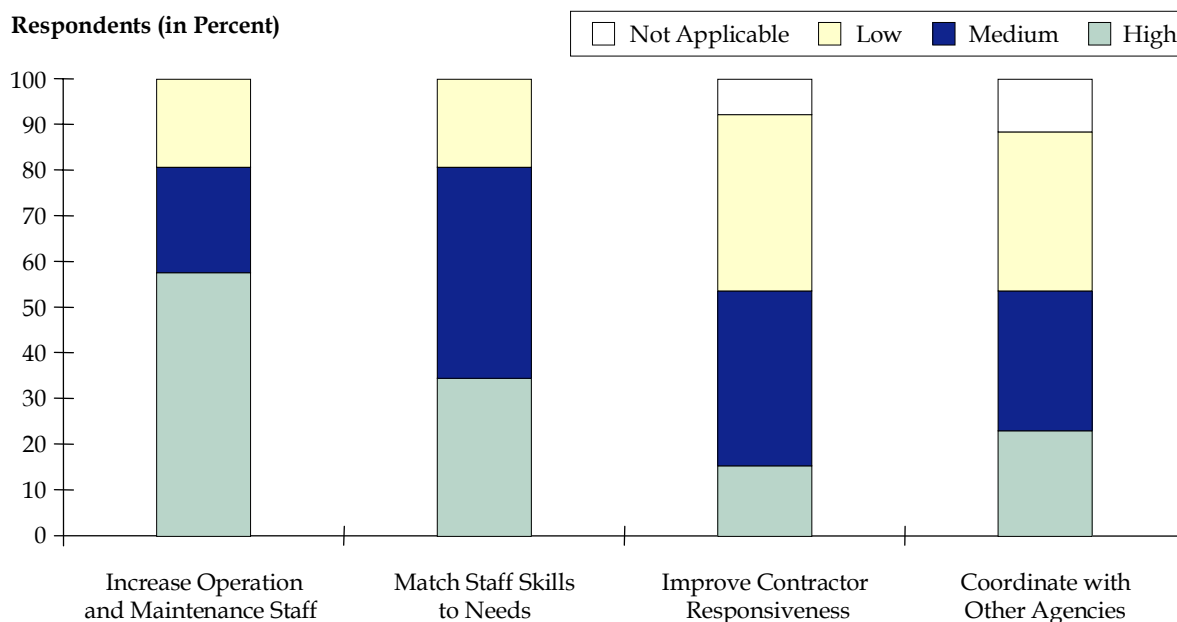 Respondents (in Percent)
Not Applicable Low Medium High
100
90
80
70
60
50
40
30
20
10
0
Increase Operation
and Maintenance Staff
Match Staff Skills
to Needs
Improve Contractor
Responsiveness
Coordinate with
Other Agencies